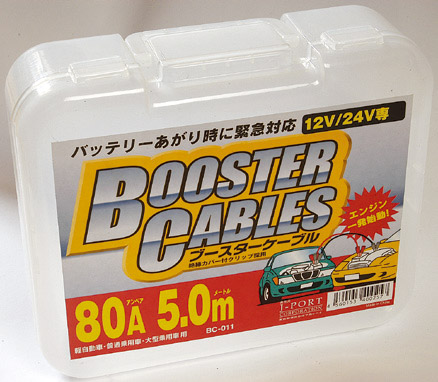 バッテリーあがり時に緊急対応 12V/24V専
BOOSTER
CABLES
ブースターケーブル
絶縁カバー付クリップ採用
エンジン
一発始動!
アンペア メートル
80A 5.0m
BC-011
軽自動車・普通乗用車・大型乗用車用
I-PORT
CORPORATION